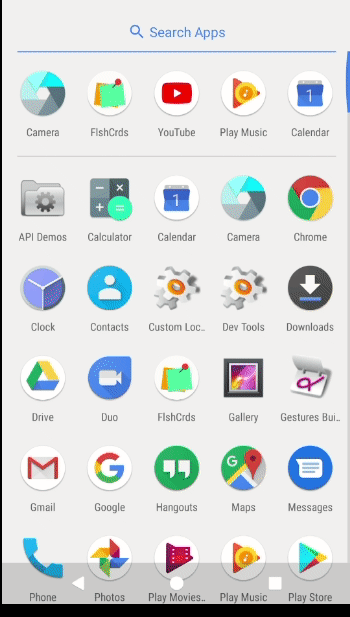 Search Apps
Camera FlshCrds YouTube Play Music Calendar
1
API Demos Calculator Calendar Camera Chrome
1
Clock Contacts Custom Loc.. Dev Tools Downloads
Drive Duo FlshCrds Gallery Gestures Bui..
Gmail Google Hangouts Maps Messages
Phone Photos Play Movies.. Play Music Play Store